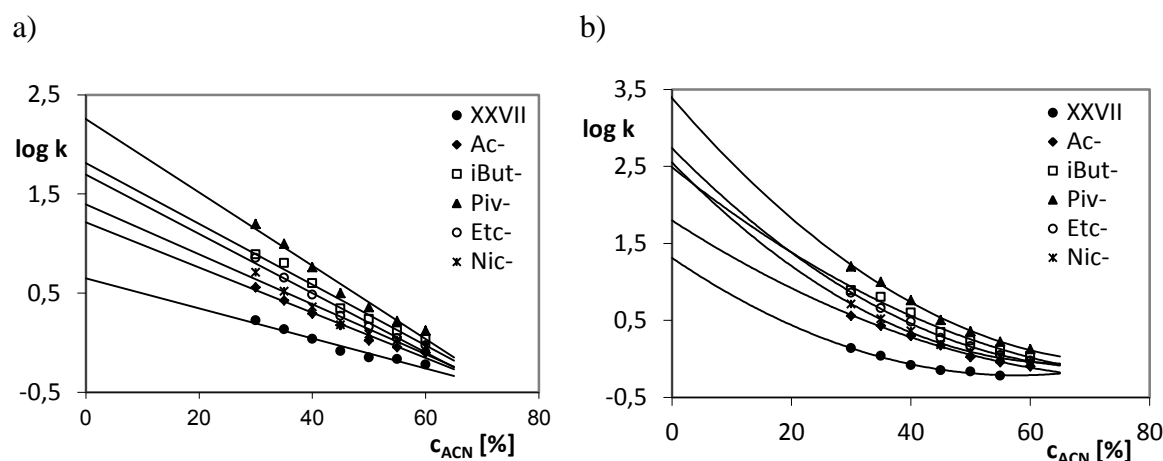 a)
b)
2,5
log k
1,5
0,5
-0,5
0
20
40
60
80
c_ACN [%]
XXVII
Ac-
iBut-
Piv-
Etc-
Nic-
3,5
log k
2,5
1,5
0,5
-0,5
0
20
40
60
80
c_ACN [%]
XXVII
Ac-
iBut-
Piv-
Etc-
Nic-